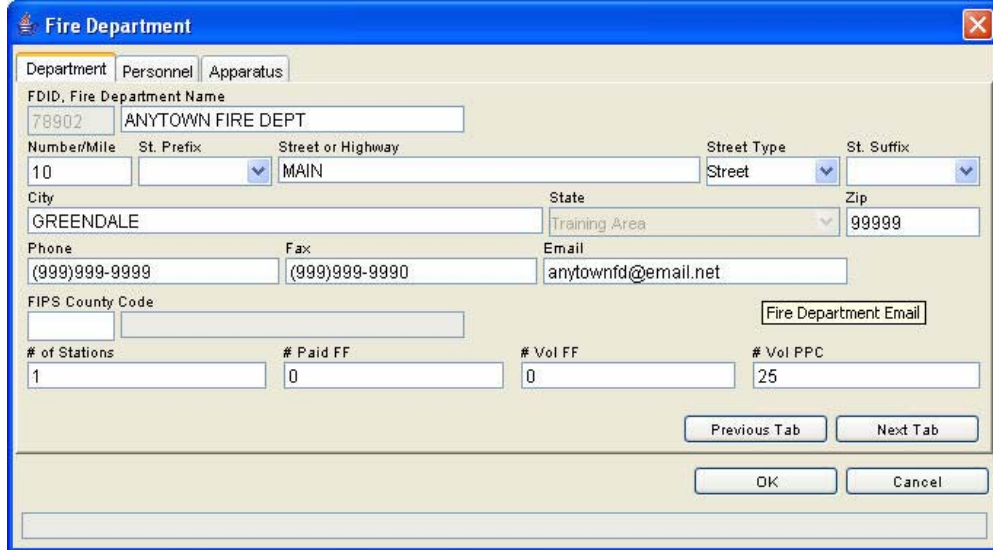 Fire Department
Department Personnel Apparatus
FDID, Fire Department Name
78902 ANYTOWN FIRE DEPT
Number/Mile St. Prefix Street or Highway Street Type St. Suffix
10 MAIN Street
City State Zip
GREENDALE Training Area 99999
Phone Fax Email
(999)999-9999 (999)999-9990 anytownfd@email.net
FIPS County Code
Fire Department Email
# of Stations # Paid FF # Vol FF # Vol PPC
1 0 0 25
Previous Tab Next Tab
OK Cancel